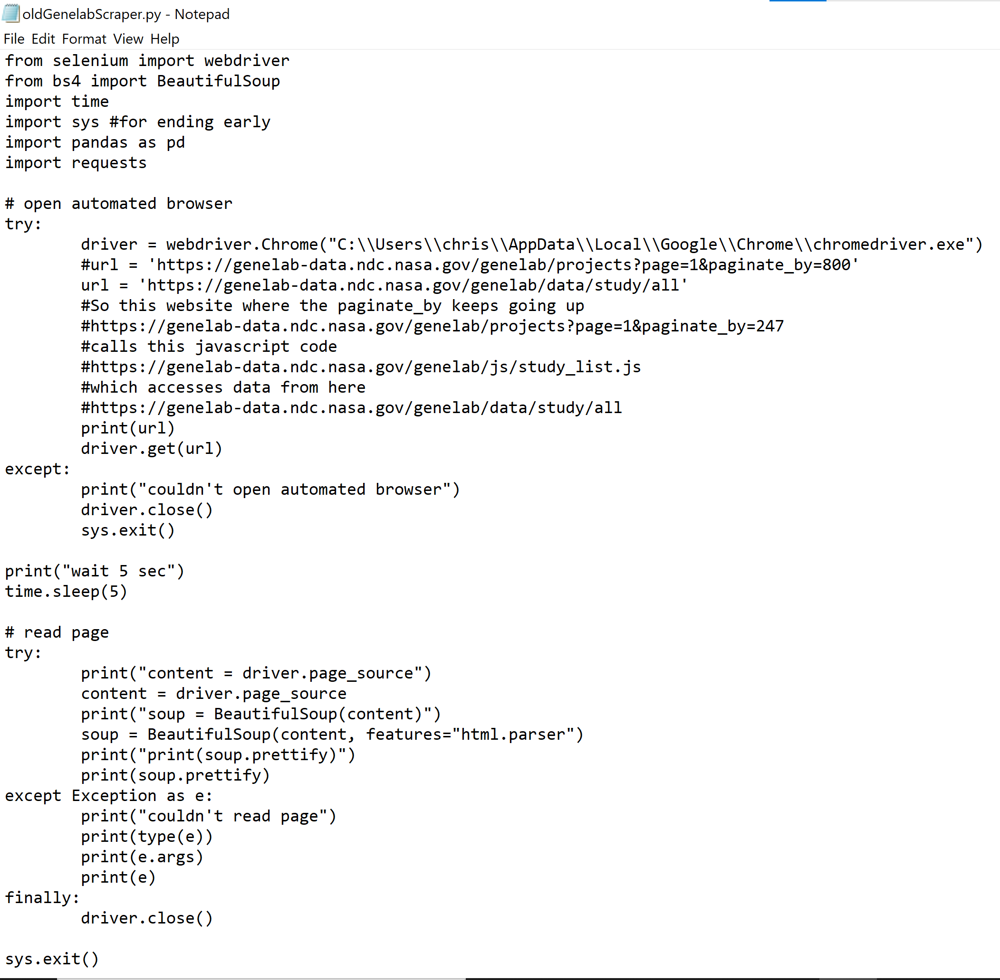 oldGenelabScraper.py - Notepad
File Edit Format View Help
from selenium import webdriver
from bs4 import BeautifulSoup
import time
import sys #for ending early
import pandas as pd
import requests

# open automated browser
try:
        driver = webdriver.Chrome("C:\\Users\\chris\\AppData\\Local\\Google\\Chrome\\chromedriver.exe")
        #url = 'https://genelab-data.ndc.nasa.gov/genelab/projects?page=1&paginate_by=800'
        url = 'https://genelab-data.ndc.nasa.gov/genelab/data/study/all'
        #So this website where the paginate_by keeps going up
        #https://genelab-data.ndc.nasa.gov/genelab/projects?page=1&paginate_by=247
        #calls this javascript code
        #https://genelab-data.ndc.nasa.gov/genelab/js/study_list.js
        #which accesses data from here
        #https://genelab-data.ndc.nasa.gov/genelab/data/study/all
        print(url)
        driver.get(url)
except:
        print("couldn't open automated browser")
        driver.close()
        sys.exit()

print("wait 5 sec")
time.sleep(5)

# read page
try:
        print("content = driver.page_source")
        content = driver.page_source
        print("soup = BeautifulSoup(content)")
        soup = BeautifulSoup(content, features="html.parser")
        print("print(soup.prettify)")
        print(soup.prettify)
except Exception as e:
        print("couldn't read page")
        print(type(e))
        print(e.args)
        print(e)
finally:
        driver.close()

sys.exit()